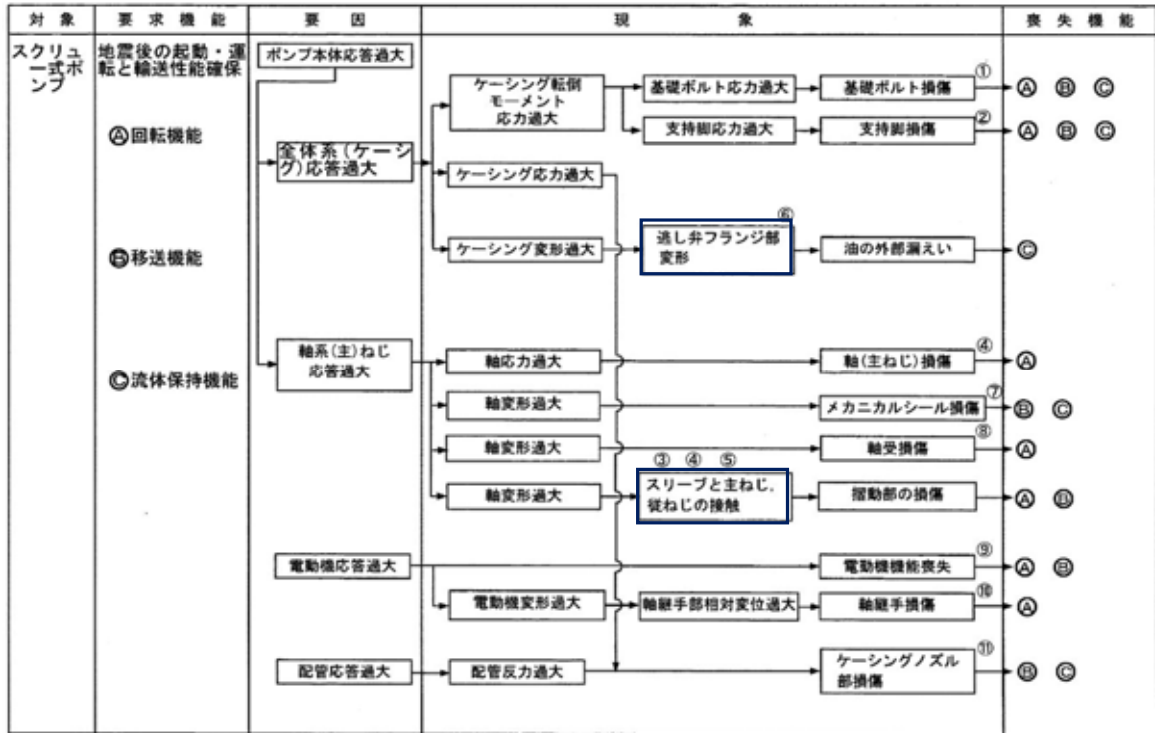 対 象
要 求 機 能
要 因
現 象
喪 失 機 能
スクリュ
ー式ポ
ンプ
地震後の起動・運
転と輸送性能確保
Ⓐ回転機能
Ⓑ移送機能
Ⓒ流体保持機能
ポンプ本体応答過大
全体系(ケーシ
グ)応答過大
ケーシング転倒
モーメント
応力過大
基礎ボルト応力過大
①
基礎ボルト損傷
Ⓐ Ⓑ Ⓒ
支持脚応力過大
②
支持脚損傷
Ⓐ Ⓑ Ⓒ
ケーシング応力過大
ケーシング変形過大
⑥
逃し弁フランジ部
変形
油の外部漏えい
Ⓒ
軸系(主)ねじ
応答過大
軸応力過大
④
軸(主ねじ)損傷
Ⓐ
軸変形過大
⑦
メカニカルシール損傷
Ⓑ Ⓒ
軸変形過大
⑧
軸受損傷
Ⓐ
軸変形過大
③ ④ ⑤
スリーブと主ねじ,
従ねじの接触
摺動部の損傷
Ⓐ Ⓑ
電動機応答過大
⑨
電動機機能喪失
Ⓐ Ⓑ
電動機変形過大
軸継手部相対変位過大
⑩
軸継手損傷
Ⓐ
配管応答過大
配管反力過大
⑪
ケーシングノズル
部損傷
Ⓑ Ⓒ